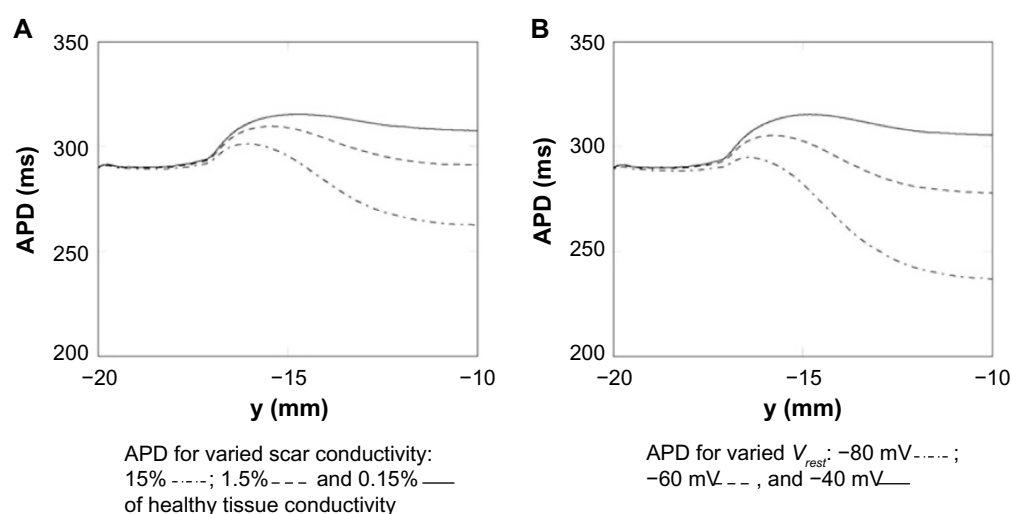 A
350
300
250
200
APD (ms)
−20
−15
−10
y (mm)
APD for varied scar conductivity:
15% ; 1.5% and 0.15%
of healthy tissue conductivity
B
350
300
250
200
APD (ms)
−20
−15
−10
y (mm)
APD for varied Vrest: −80 mV ;
−60 mV , and −40 mV